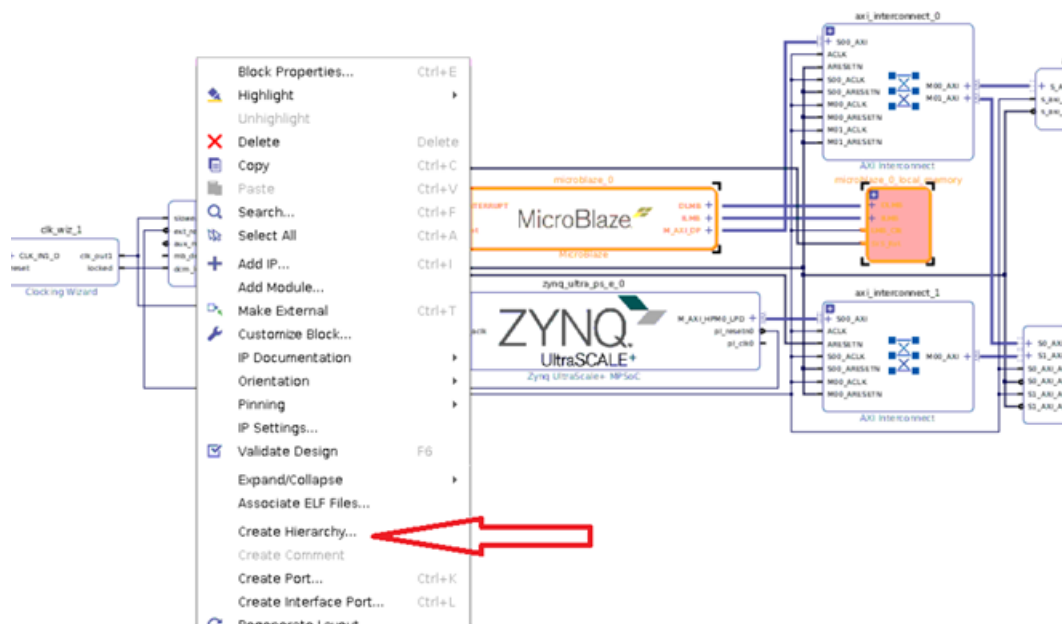 axi_interconnect_0
S00_AXI
ACLK
ARESETN
S00_ACLK
S00_ARESETN
M00_ACLK
M00_ARESETN
M01_ACLK
M01_ARESETN
M00_AXI
M01_AXI
AXI Interconnect
Block Properties... Ctrl+E
Highlight
Unhighlight
Delete Delete
Copy Ctrl+C
Paste Ctrl+V
Search... Ctrl+F
Select All Ctrl+A
Add IP... Ctrl+I
Add Module...
Make External Ctrl+T
Customize Block...
IP Documentation
Orientation
Pinning
IP Settings...
Validate Design F6
Expand/Collapse
Associate ELF Files...
Create Hierarchy...
Create Comment
Create Port... Ctrl+K
Create Interface Port... Ctrl+L
Regenerate Layout
clk_wiz_1
CLK_IN1_D
reset
clk_out1
locked
Clocking Wizard
microblaze_0
MicroBlaze
DLMB
ILMB
M_AXI_DP
MicroBlaze
microblaze_0_local_memory
zynq_ultra_ps_e_0
ZYNQ
UltraSCALE+
M_AXI_HPM0_LPD
pl_resetn0
pl_clk0
Zynq UltraScale+ MPSoC
axi_interconnect_1
S00_AXI
ACLK
ARESETN
S00_ACLK
S00_ARESETN
M00_ACLK
M00_ARESETN
M00_AXI
AXI Interconnect